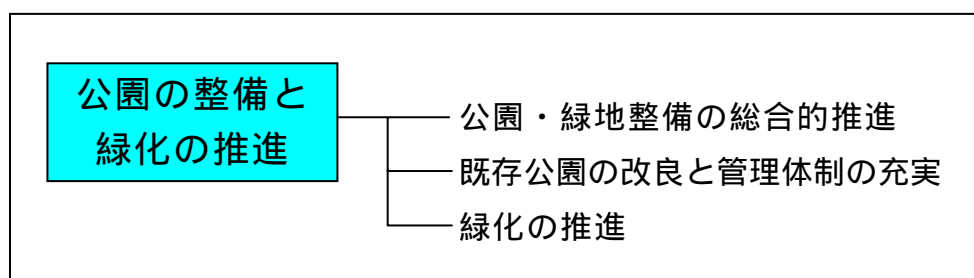 公園の整備と
緑化の推進
公園・緑地整備の総合的推進
既存公園の改良と管理体制の充実
緑化の推進